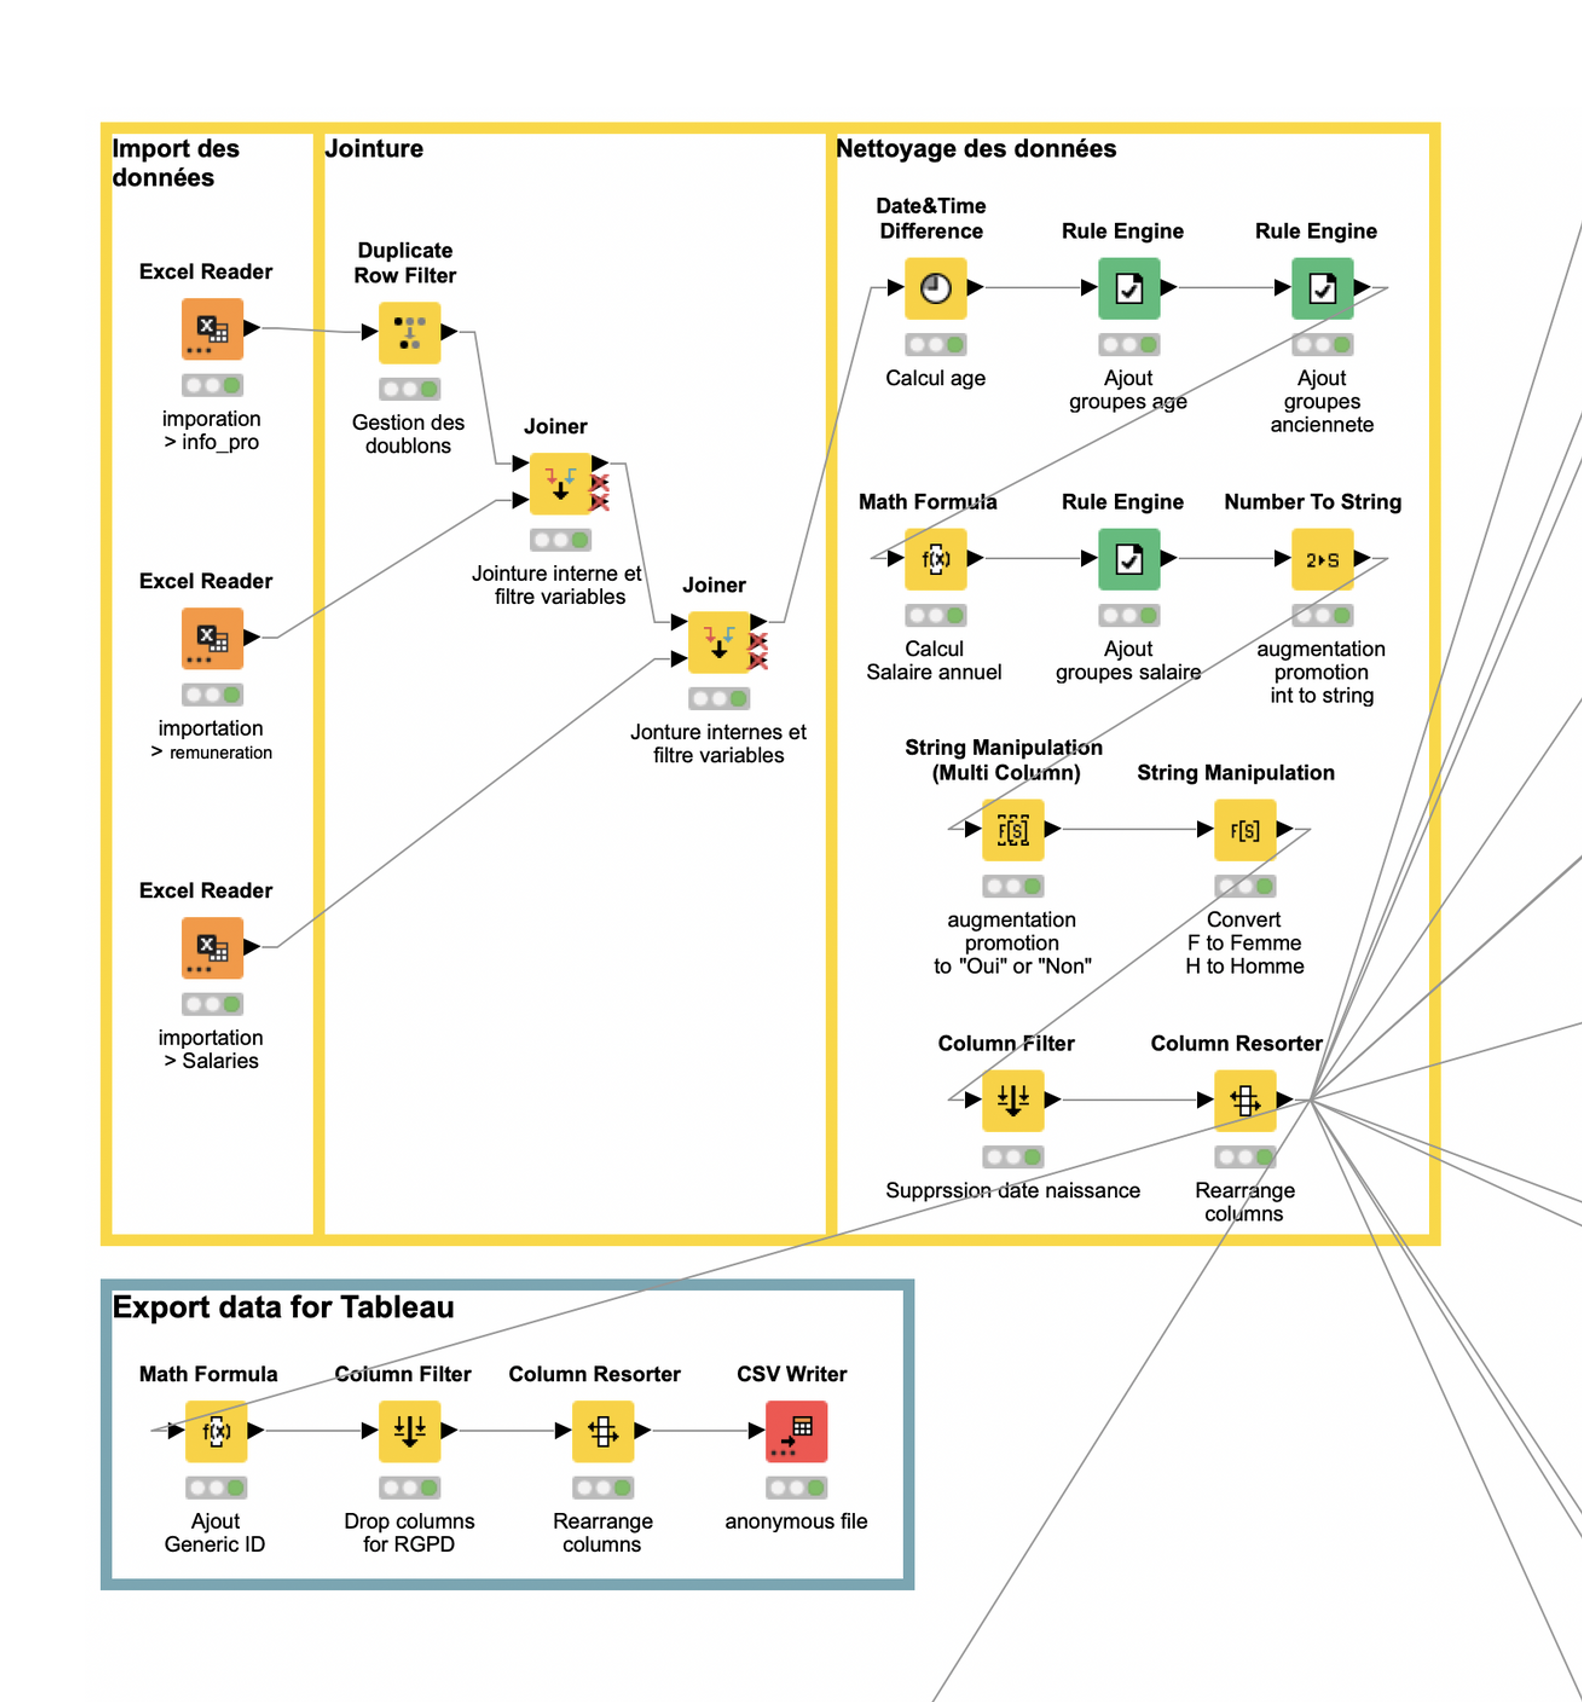 Import des
données
Excel Reader
imporation
> info_pro
Excel Reader
importation
> remuneration
Excel Reader
importation
> Salaries
Jointure
Duplicate
Row Filter
Gestion des
doublons
Joiner
Jointure interne et
filtre variables
Joiner
Jonture internes et
filtre variables
Nettoyage des données
Date&Time
Difference
Calcul age
Rule Engine
Ajout
groupes age
Rule Engine
Ajout
groupes
anciennete
Math Formula
f(x)
Calcul
Salaire annuel
Rule Engine
Ajout
groupes salaire
Number To String
2▸S
augmentation
promotion
int to string
String Manipulation
(Multi Column)
F[S]
augmentation
promotion
to "Oui" or "Non"
String Manipulation
F[S]
Convert
F to Femme
H to Homme
Column Filter
Supprssion date naissance
Column Resorter
Rearrange
columns
Export data for Tableau
Math Formula
f(x)
Ajout
Generic ID
Column Filter
Drop columns
for RGPD
Column Resorter
Rearrange
columns
CSV Writer
anonymous file